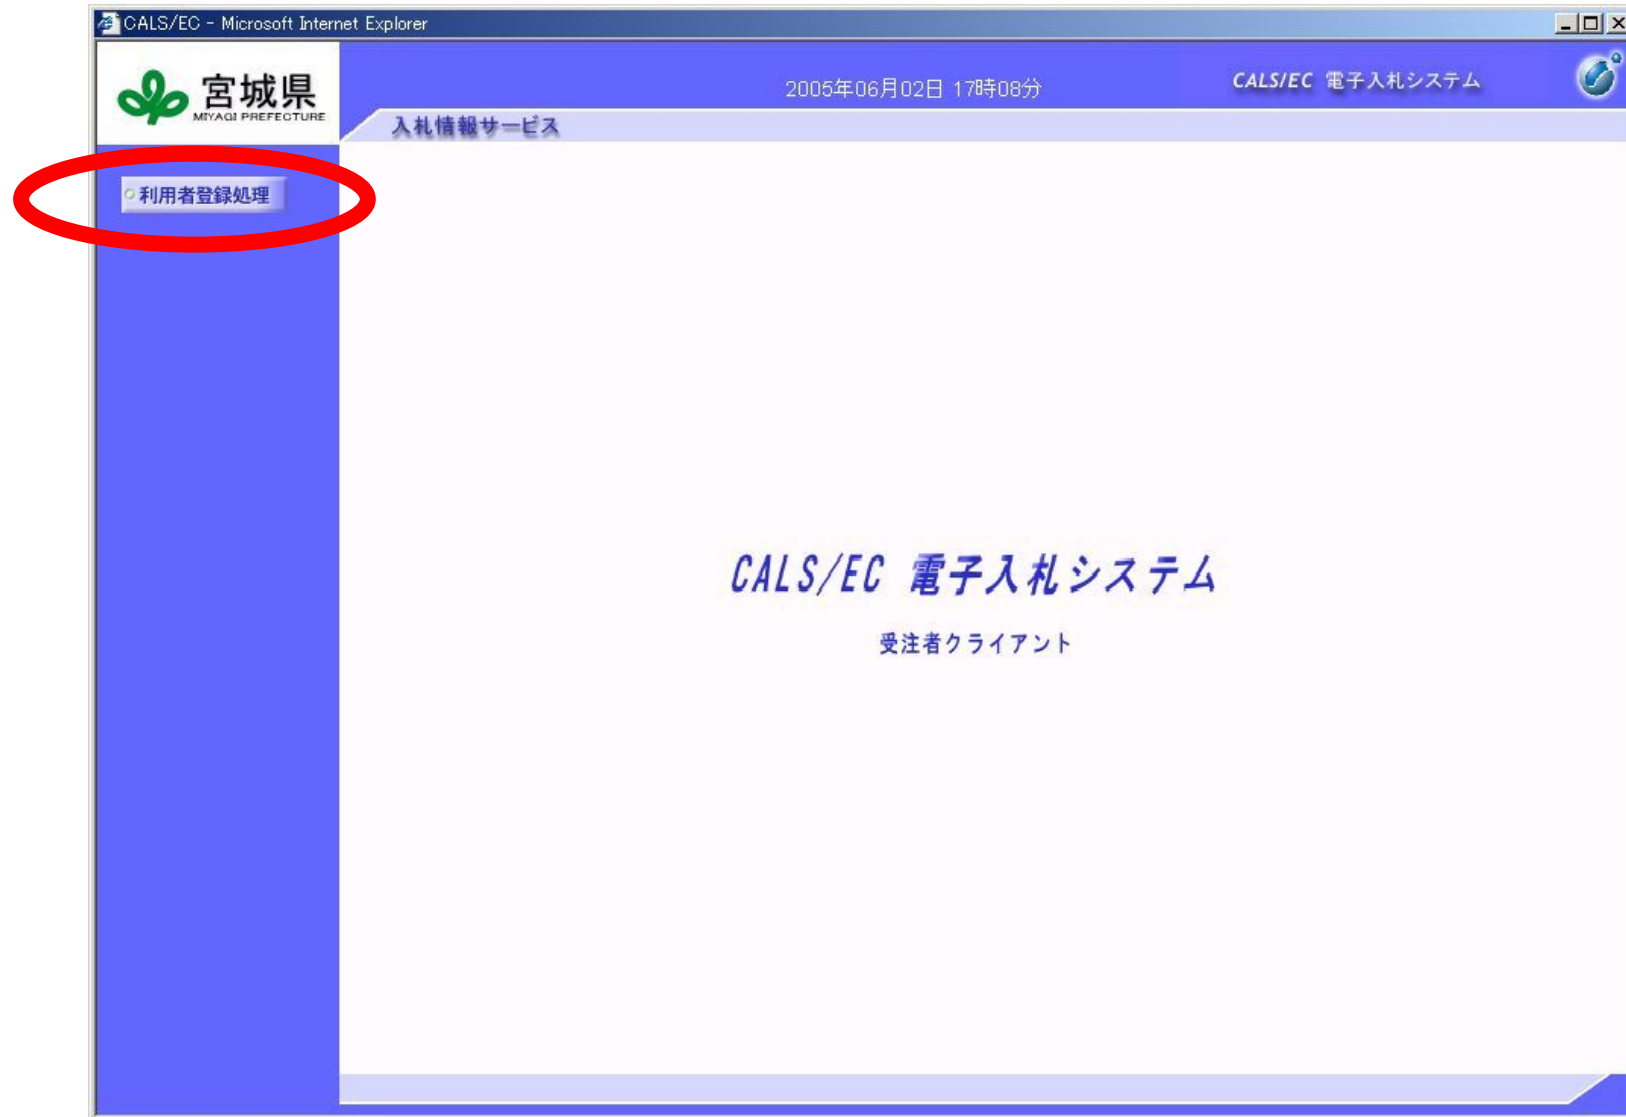 CALS/EC - Microsoft Internet Explorer
宮城県
MIYAGI PREFECTURE
2005年06月02日 17時08分
CALS/EC 電子入札システム
入札情報サービス
利用者登録処理
CALS/EC 電子入札システム
受注者クライアント